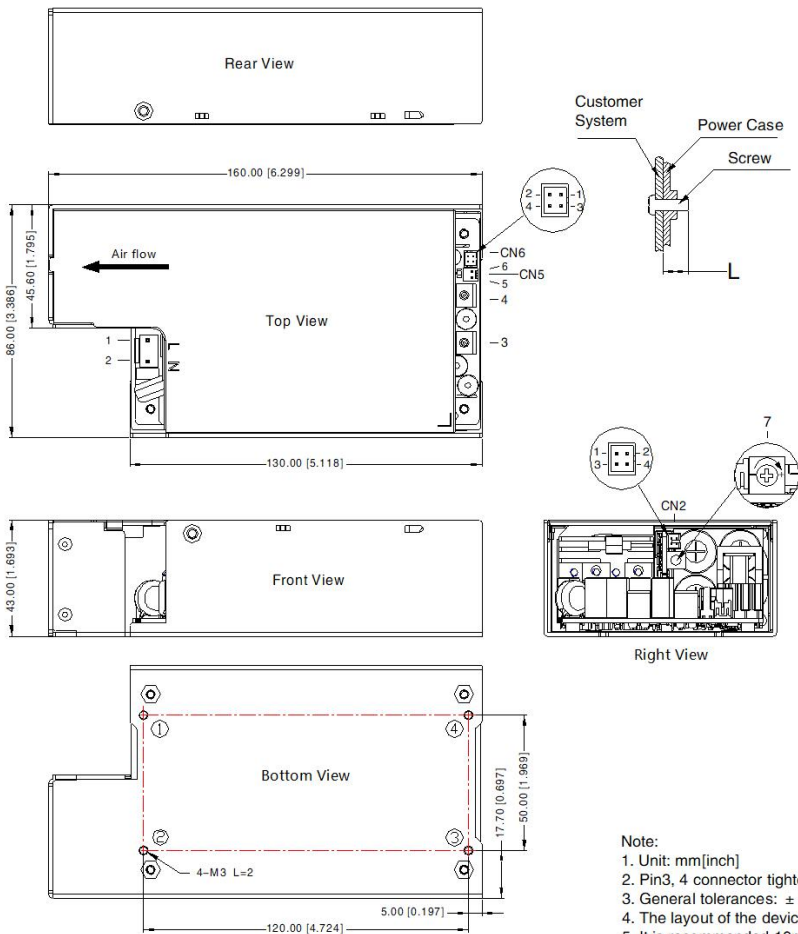 Rear View
Customer
System
Power Case
Screw
L
160.00 [6.299]
86.00 [3.386]
45.60 [1.795]
Air flow
Top View
2
1
4
3
CN6
6
CN5
5
4
3
1
2
L
N
130.00 [5.118]
43.00 [1.693]
Front View
1
2
3
4
CN2
7
Right View
1
4
Bottom View
2
3
4-M3 L=2
17.70 [0.697]
50.00 [1.969]
5.00 [0.197]
120.00 [4.724]
Note:
1. Unit: mm[inch]
2. Pin3, 4 connector
3. General tolerances: ±
4. The layout of the
5. It is recommended